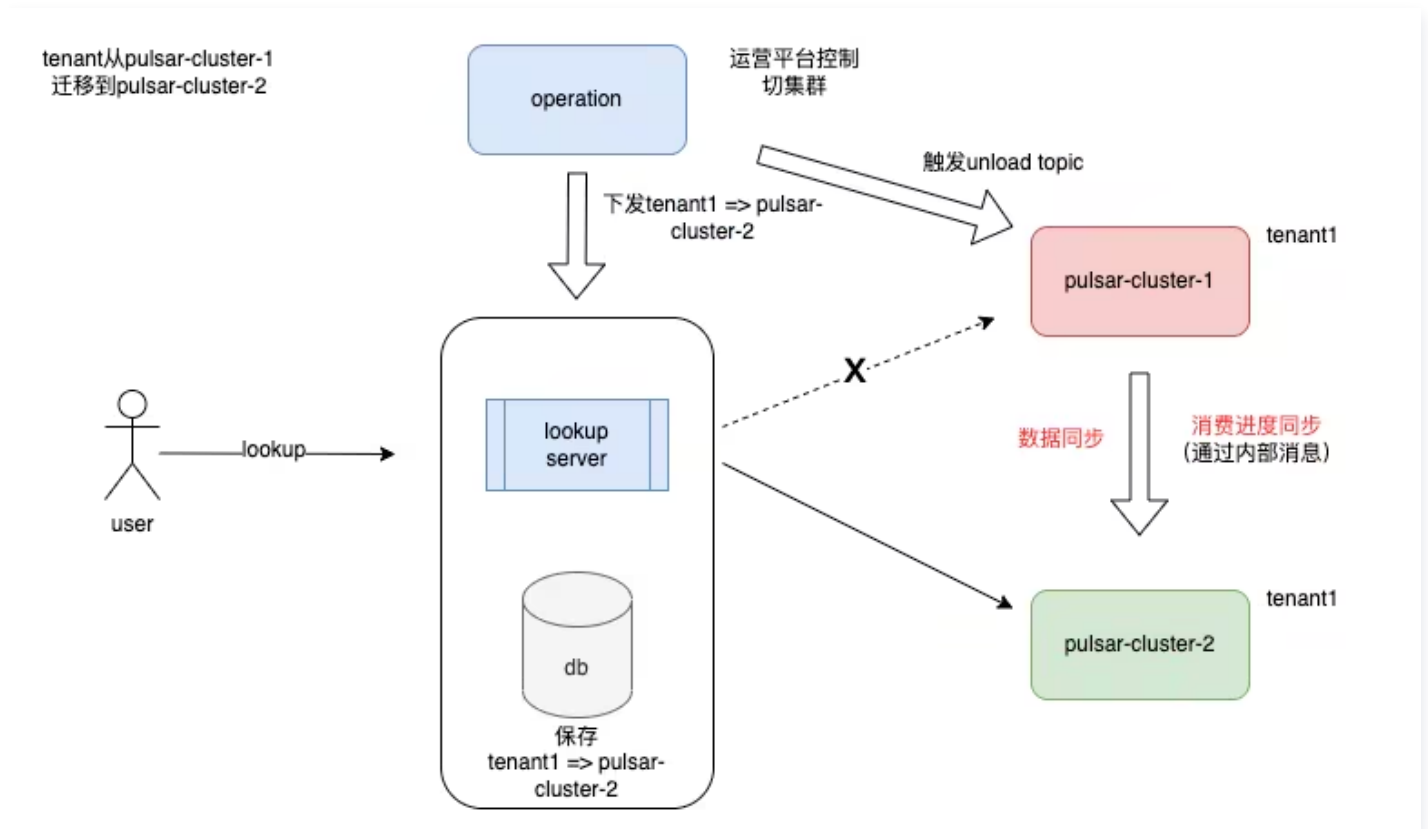 tenant从pulsar-cluster-1
迁移到pulsar-cluster-2
operation
运营平台控制
切集群
触发unload topic
下发tenant1 => pulsar-
cluster-2
tenant1
pulsar-cluster-1
X
lookup
server
lookup
user
数据同步
消费进度同步
(通过内部消息)
tenant1
pulsar-cluster-2
db
保存
tenant1 => pulsar-
cluster-2